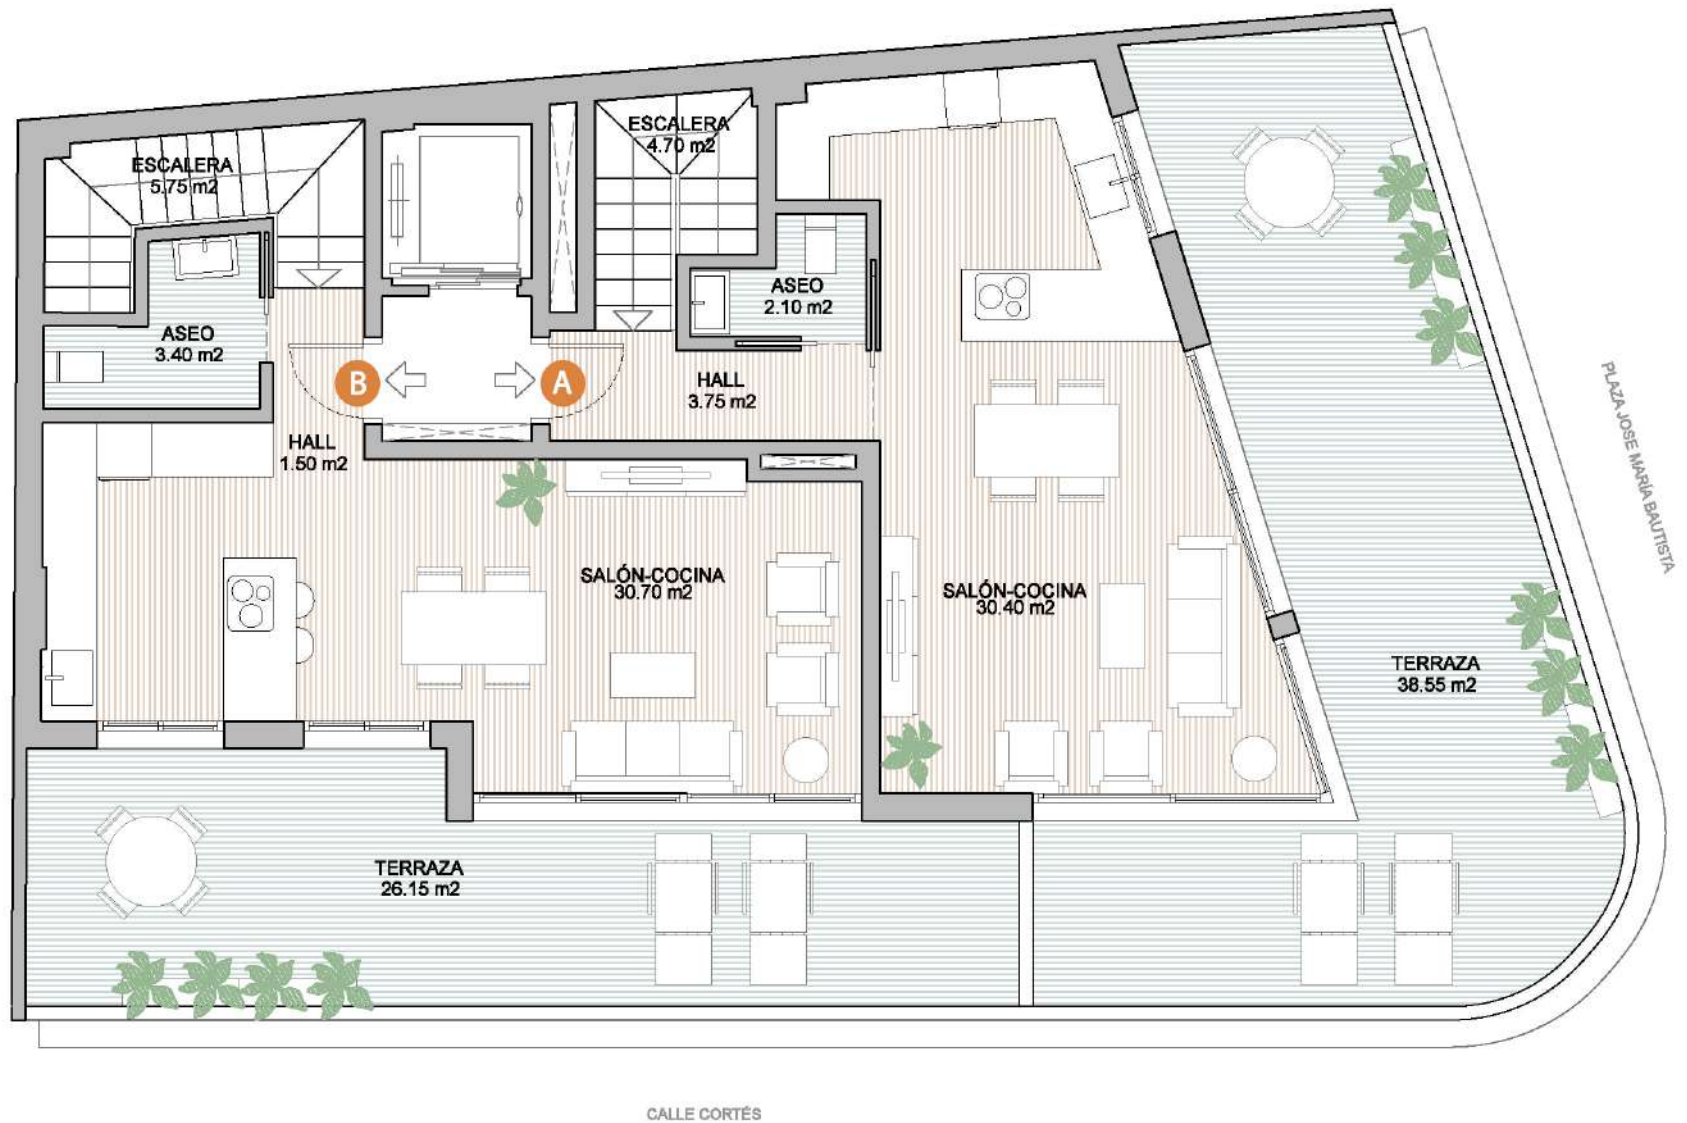 ESCALERA
4.70 m2
ESCALERA
5.75 m2
ASEO
2.10 m2
ASEO
3.40 m2
B
A
HALL
3.75 m2
HALL
1.50 m2
SALÓN-COCINA
30.70 m2
SALÓN-COCINA
30.40 m2
TERRAZA
38.55 m2
TERRAZA
26.15 m2
PLAZA JOSE MARÍA BAUTISTA
CALLE CORTÉS